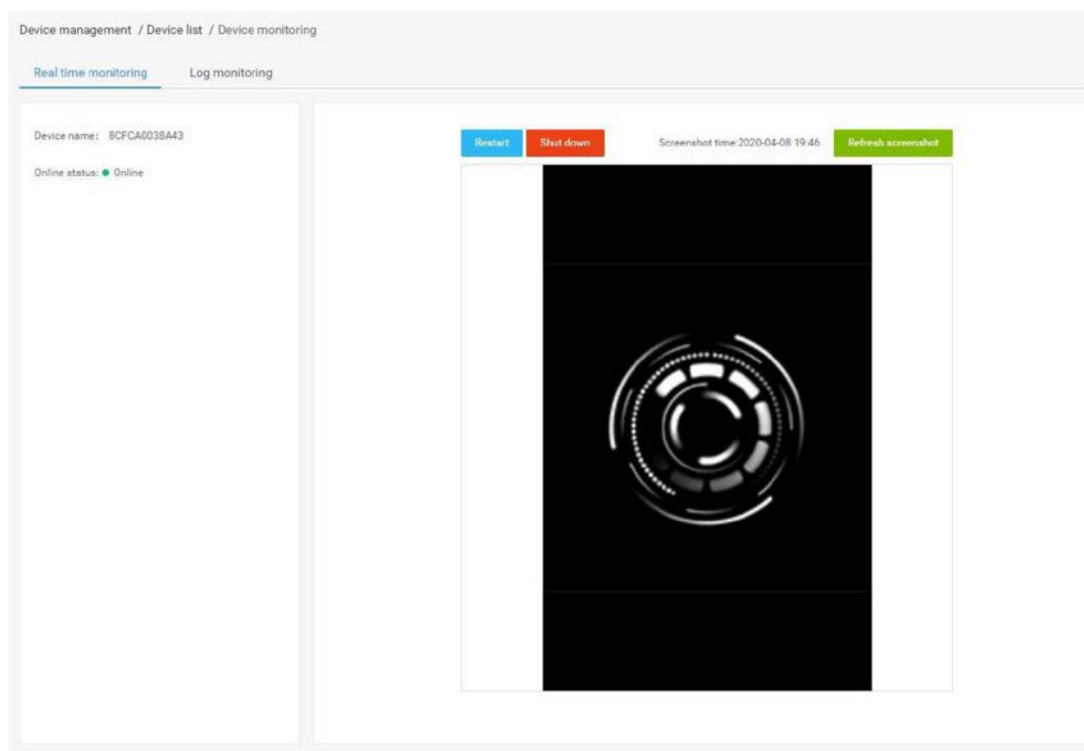 Device management / Device list / Device monitoring
Real time monitoring Log monitoring
Device name: 8CFCA0038A43
Online status: Online
Restart Shut down Screenshot time:2020-04-08 19:46 Refresh screenshot